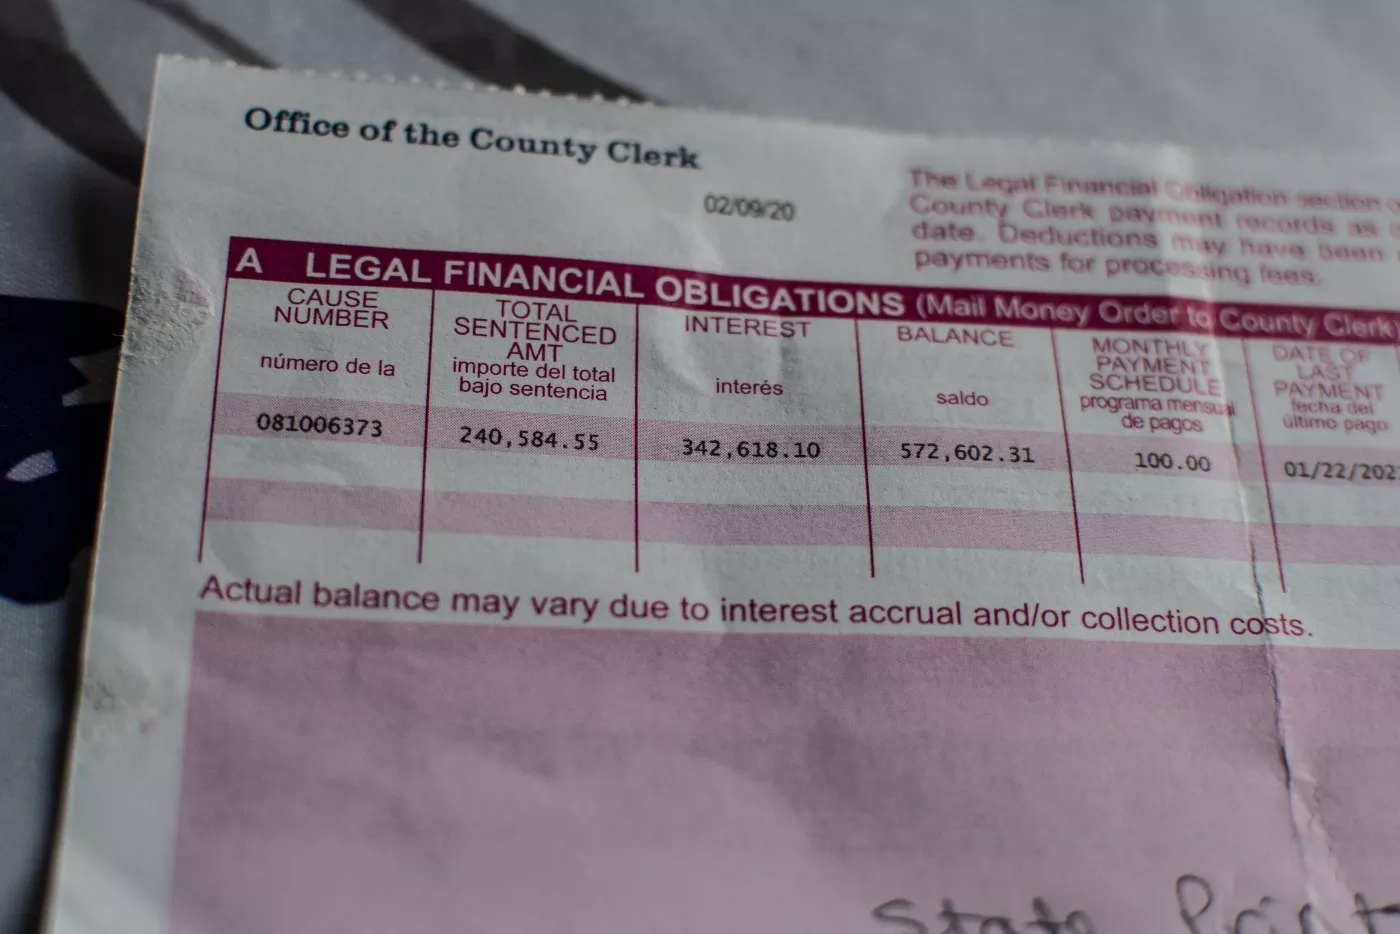 Office of the County Clerk
02/09/20
The Legal Financial Obligation section
County Clerk payment records as
date. Deductions may have been
payments for processing fees.
A LEGAL FINANCIAL OBLIGATIONS (Mail Money Order to County Clerk
CAUSE NUMBER
número de la
TOTAL SENTENCED AMT
importe del total bajo sentencia
INTEREST
interés
BALANCE
saldo
MONTHLY PAYMENT SCHEDULE
programa mensual de pagos
DATE OF LAST PAYMENT
fecha del último pago
081006373 240,584.55 342,618.10 572,602.31 100.00 01/22/202
Actual balance may vary due to interest accrual and/or collection costs.
State